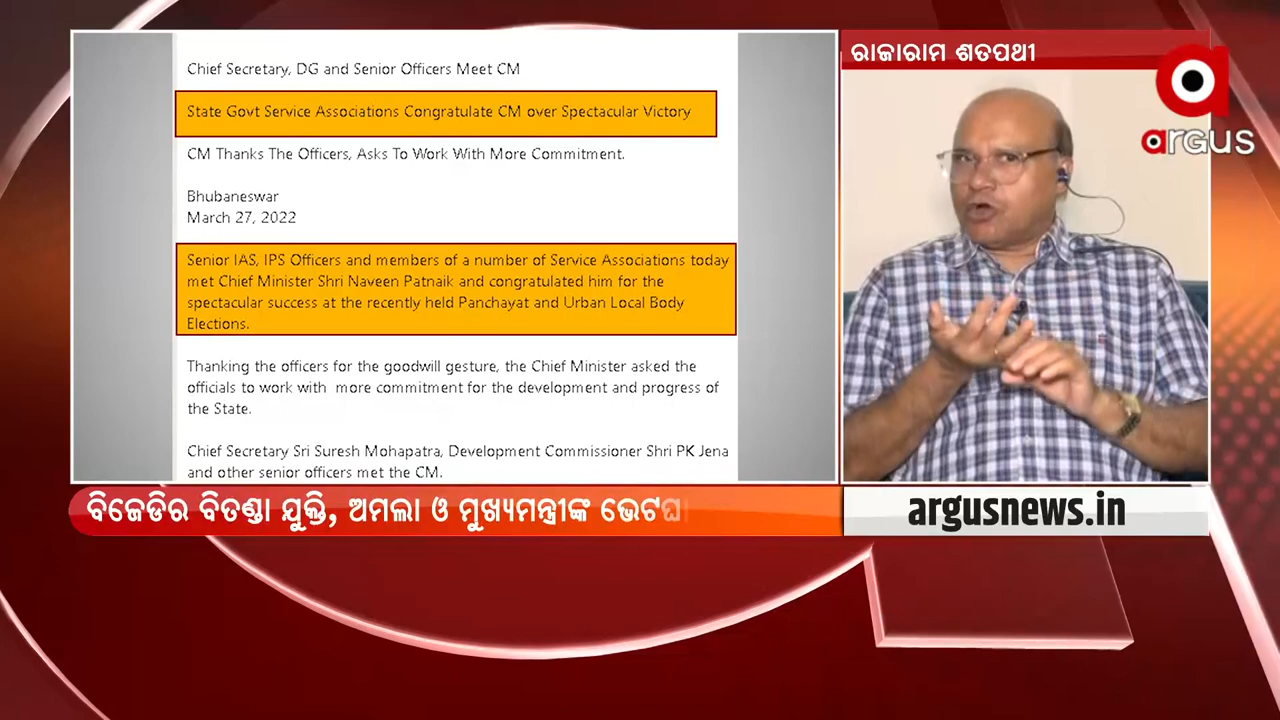 Chief Secretary, DG and Senior Officers Meet CM
State Govt Service Associations Congratulate CM over Spectacular Victory
CM Thanks The Officers, Asks To Work With More Commitment.
Bhubaneswar
March 27, 2022
Senior IAS, IPS Officers and members of a number of Service Associations today
met Chief Minister Shri Naveen Patnaik and congratulated him for the
spectacular success at the recently held Panchayat and Urban Local Body
Elections.
Thanking the officers for the goodwill gesture, the Chief Minister asked the
officials to work with more commitment for the development and progress of
the State.
Chief Secretary Sri Suresh Mohapatra, Development Commissioner Shri PK Jena
and other senior officers met the CM.
ରାଜାରାମ ଶତପଥୀ
argus
ବିଜେଡିର ବିତଣ୍ଡା ଯୁକ୍ତି, ଅମଲା ଓ ମୁଖ୍ୟମନ୍ତ୍ରୀଙ୍କ ଭେଟଘା
argusnews.in